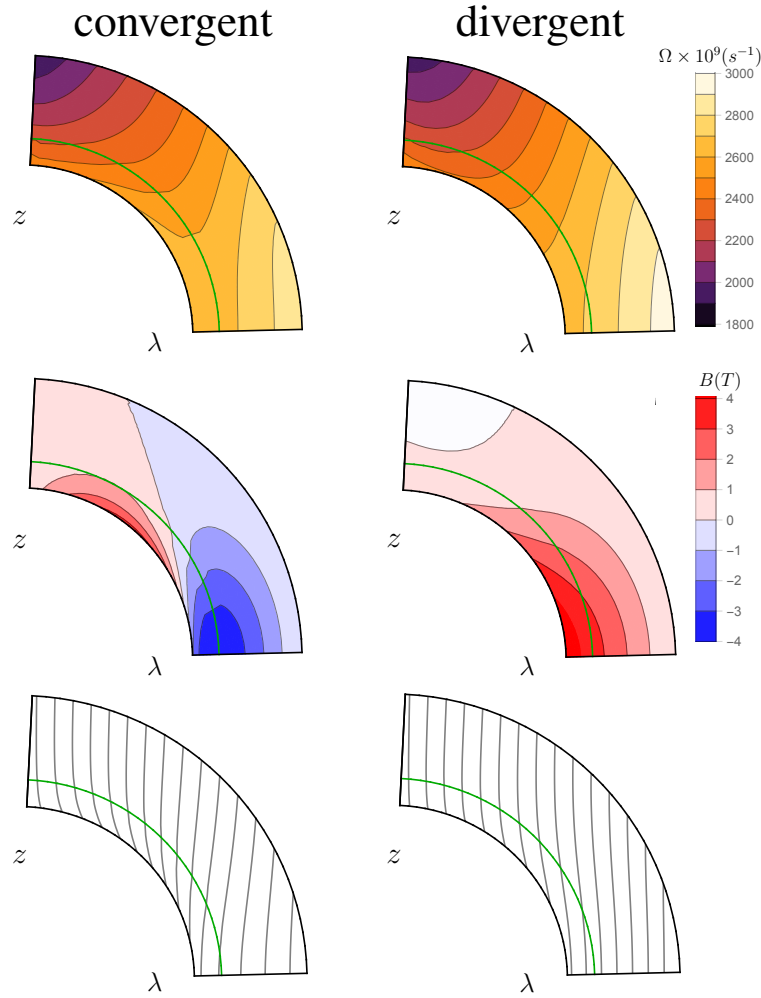 convergent
divergent
Ω × 10⁹(s⁻¹)
3000
2800
2600
2400
2200
2000
1800
z
λ
z
λ
B(T)
4
3
2
1
0
−1
−2
−3
−4
z
λ
z
λ
z
λ
z
λ